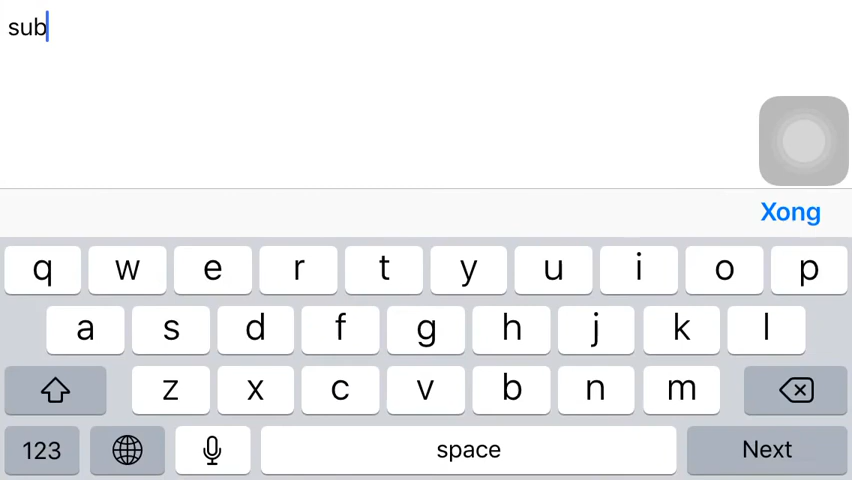 sub
Xong
q w e r t y u i o p
a s d f g h j k l
z x c v b n m
123 space Next